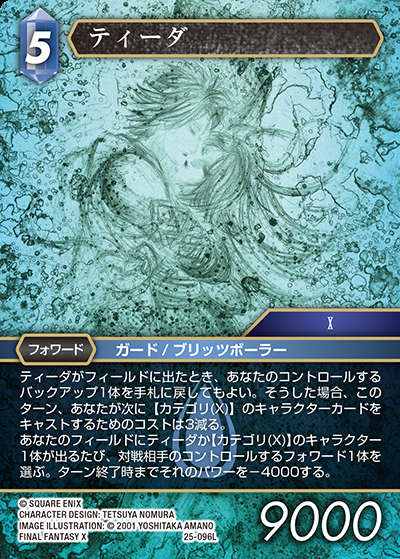 5
ティーダ
X
フォワード
ガード / ブリッツボーラー
ティーダがフィールドに出たとき、あなたのコントロールする
バックアップ1体を手札に戻してもよい。そうした場合、この
ターン、あなたが次に【カテゴリ(X)】のキャラクターカードを
キャストするためのコストは3減る。
あなたのフィールドにティーダか【カテゴリ(X)】のキャラクター
1体が出るたび、対戦相手のコントロールするフォワード1体を
選ぶ。ターン終了時までそれのパワーを－4000する。
© SQUARE ENIX
CHARACTER DESIGN: TETSUYA NOMURA
IMAGE ILLUSTRATION: © 2001 YOSHITAKA AMANO
FINAL FANTASY X
25-096L
9000